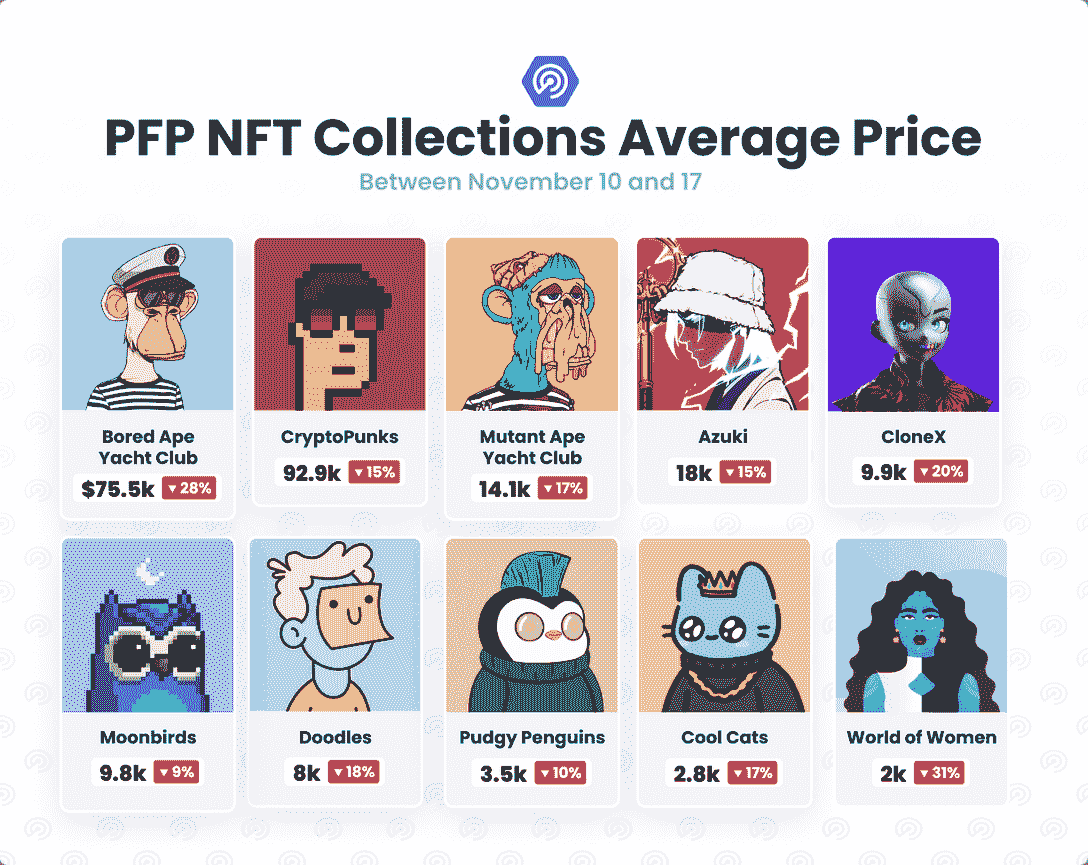 PFP NFT Collections Average Price
Between November 10 and 17
Bored Ape
Yacht Club
$75.5k ▼28%
CryptoPunks
92.9k ▼15%
Mutant Ape
Yacht Club
14.1k ▼17%
Azuki
18k ▼15%
CloneX
9.9k ▼20%
Moonbirds
9.8k ▼9%
Doodles
8k ▼18%
Pudgy Penguins
3.5k ▼10%
Cool Cats
2.8k ▼17%
World of Women
2k ▼31%